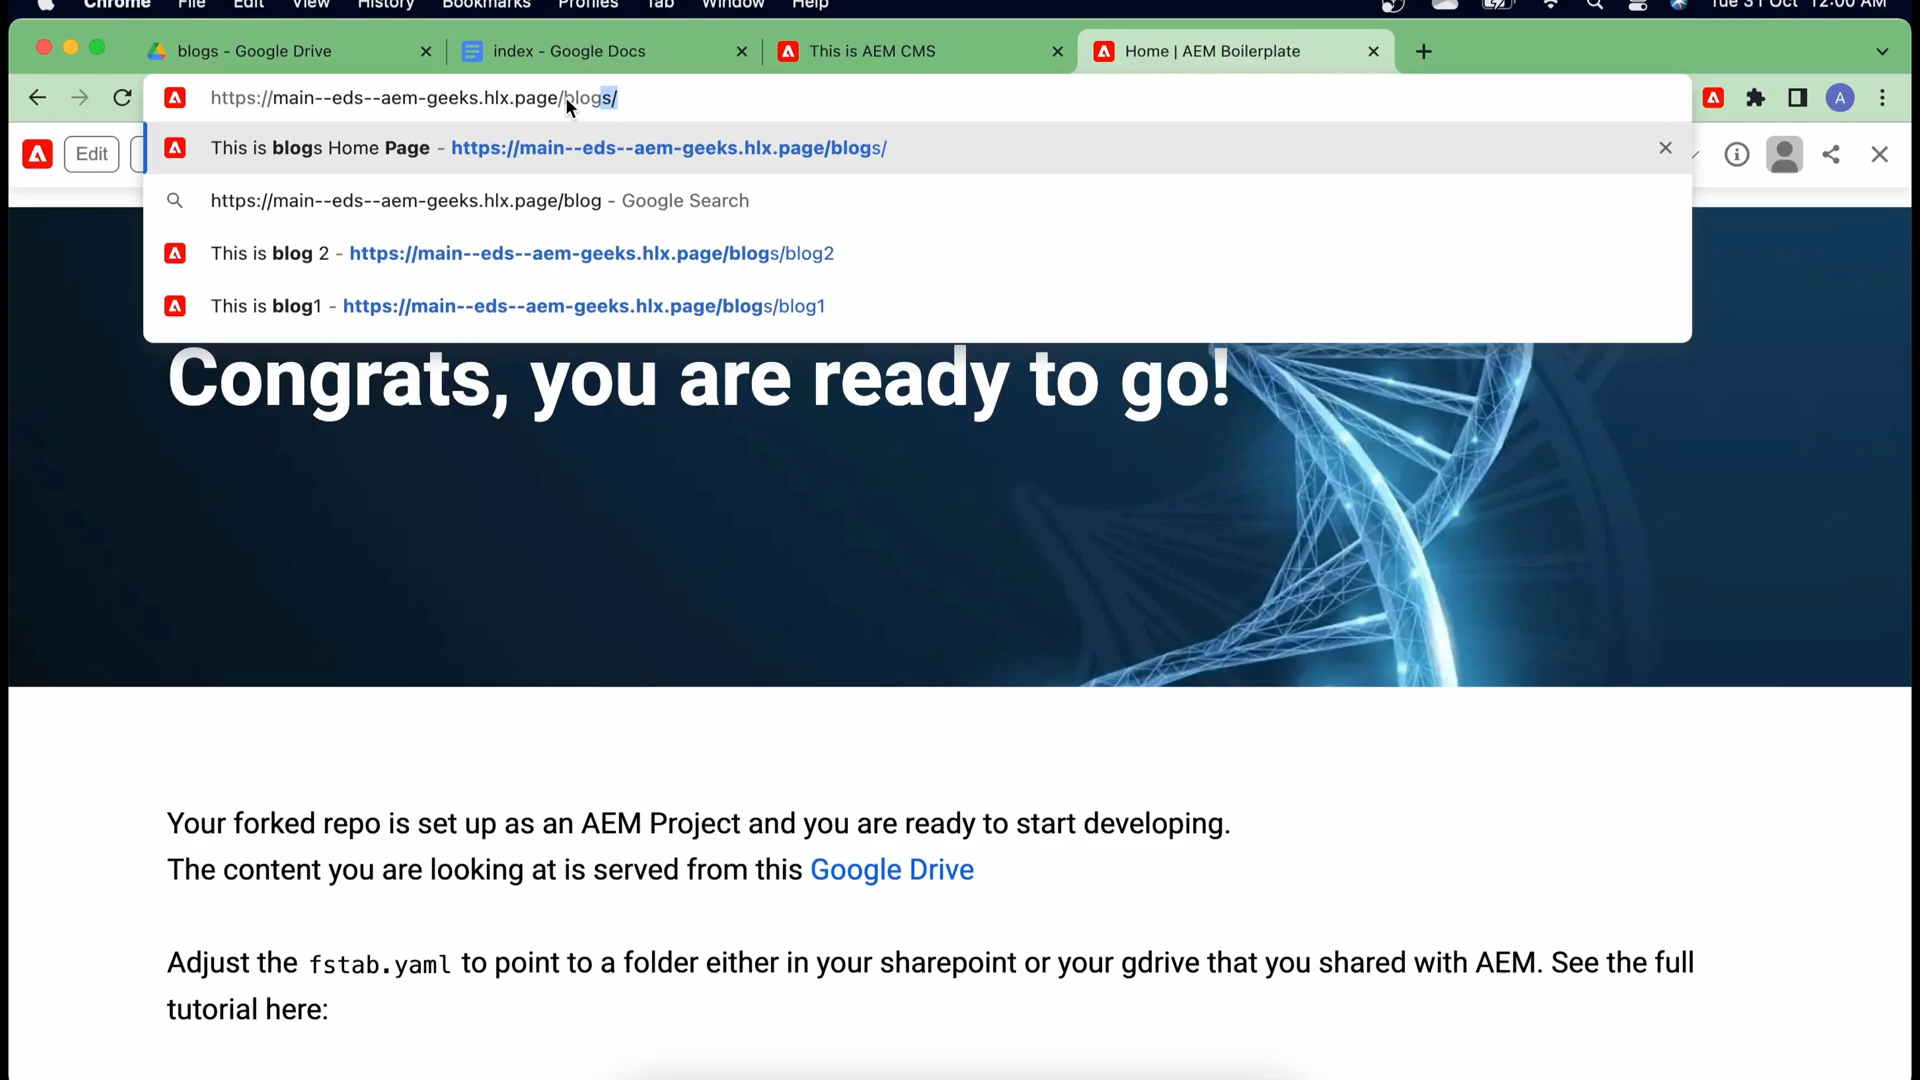 Chrome File Edit View History Bookmarks Profiles Tab Window Help Tue 31 Oct 12:00 AM
blogs - Google Drive
index - Google Docs
This is AEM CMS
Home | AEM Boilerplate
https://main--eds--aem-geeks.hlx.page/blogs/
A
Edit
This is blogs Home Page - https://main--eds--aem-geeks.hlx.page/blogs/
https://main--eds--aem-geeks.hlx.page/blog - Google Search
This is blog 2 - https://main--eds--aem-geeks.hlx.page/blogs/blog2
This is blog1 - https://main--eds--aem-geeks.hlx.page/blogs/blog1
Congrats, you are ready to go!
Your forked repo is set up as an AEM Project and you are ready to start developing.
The content you are looking at is served from this Google Drive
Adjust the fstab.yaml to point to a folder either in your sharepoint or your gdrive that you shared with AEM. See the full
tutorial here: